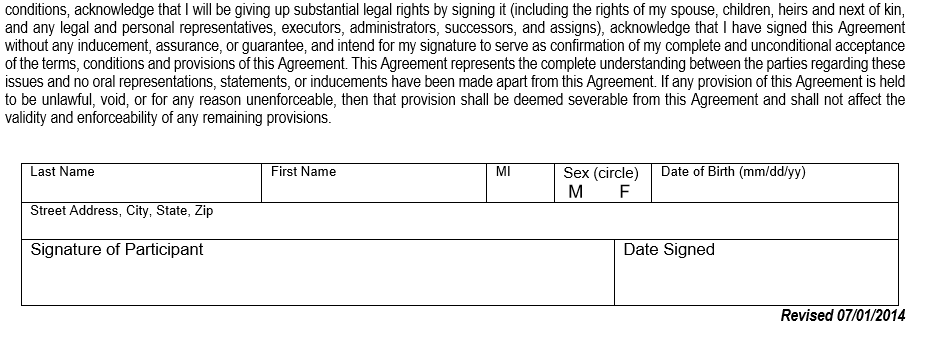 conditions, acknowledge that I will be giving up substantial legal rights by signing it (including the rights of my spouse, children, heirs and next of kin,
and any legal and personal representatives, executors, administrators, successors, and assigns), acknowledge that I have signed this Agreement
without any inducement, assurance, or guarantee, and intend for my signature to serve as confirmation of my complete and unconditional acceptance
of the terms, conditions and provisions of this Agreement. This Agreement represents the complete understanding between the parties regarding these
issues and no oral representations, statements, or inducements have been made apart from this Agreement. If any provision of this Agreement is held
to be unlawful, void, or for any reason unenforceable, then that provision shall be deemed severable from this Agreement and shall not affect the
validity and enforceability of any remaining provisions.
Last Name First Name MI Sex (circle) Date of Birth (mm/dd/yy)
M F
Street Address, City, State, Zip
Signature of Participant Date Signed
Revised 07/01/2014